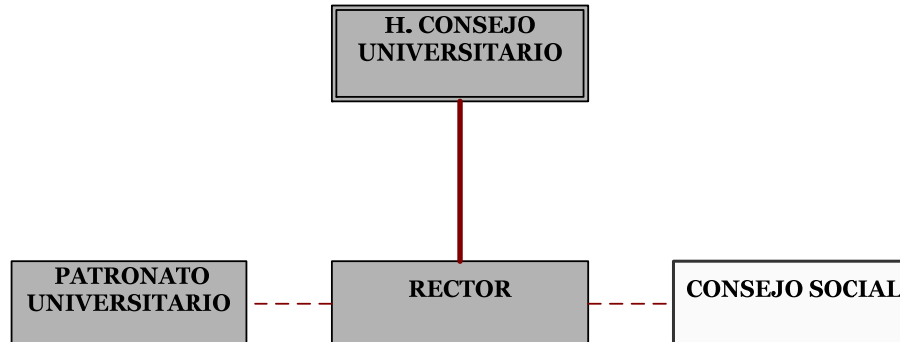 H. CONSEJO
UNIVERSITARIO
PATRONATO
UNIVERSITARIO
RECTOR
CONSEJO SOCIAL